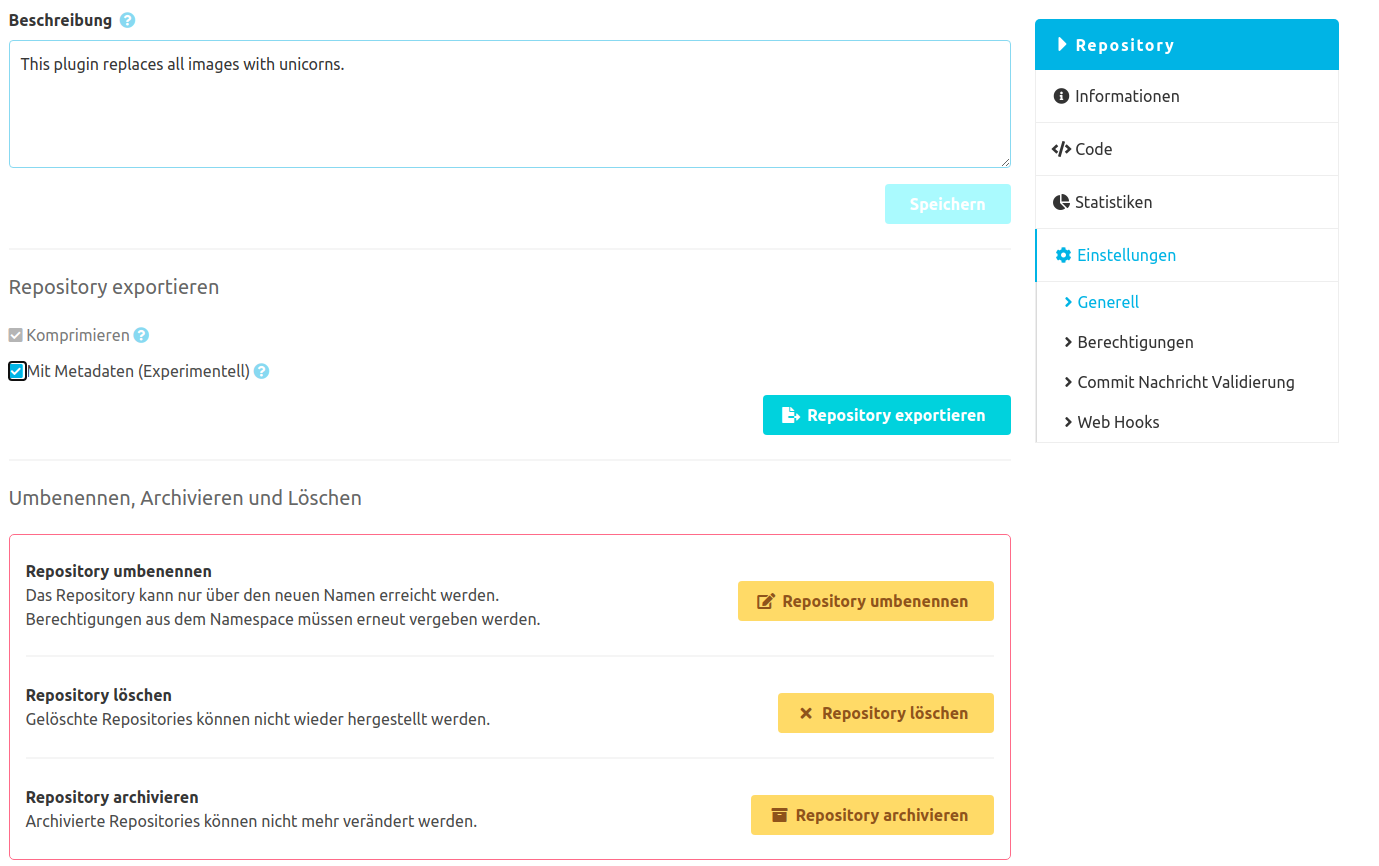 Beschreibung
This plugin replaces all images with unicorns.
Speichern
Repository exportieren
Komprimieren
Mit Metadaten (Experimentell)
Repository exportieren
Umbenennen, Archivieren und Löschen
Repository umbenennen
Das Repository kann nur über den neuen Namen erreicht werden.
Berechtigungen aus dem Namespace müssen erneut vergeben werden.
Repository umbenennen
Repository löschen
Gelöschte Repositories können nicht wieder hergestellt werden.
Repository löschen
Repository archivieren
Archivierte Repositories können nicht mehr verändert werden.
Repository archivieren
Repository
Informationen
Code
Statistiken
Einstellungen
Generell
Berechtigungen
Commit Nachricht Validierung
Web Hooks